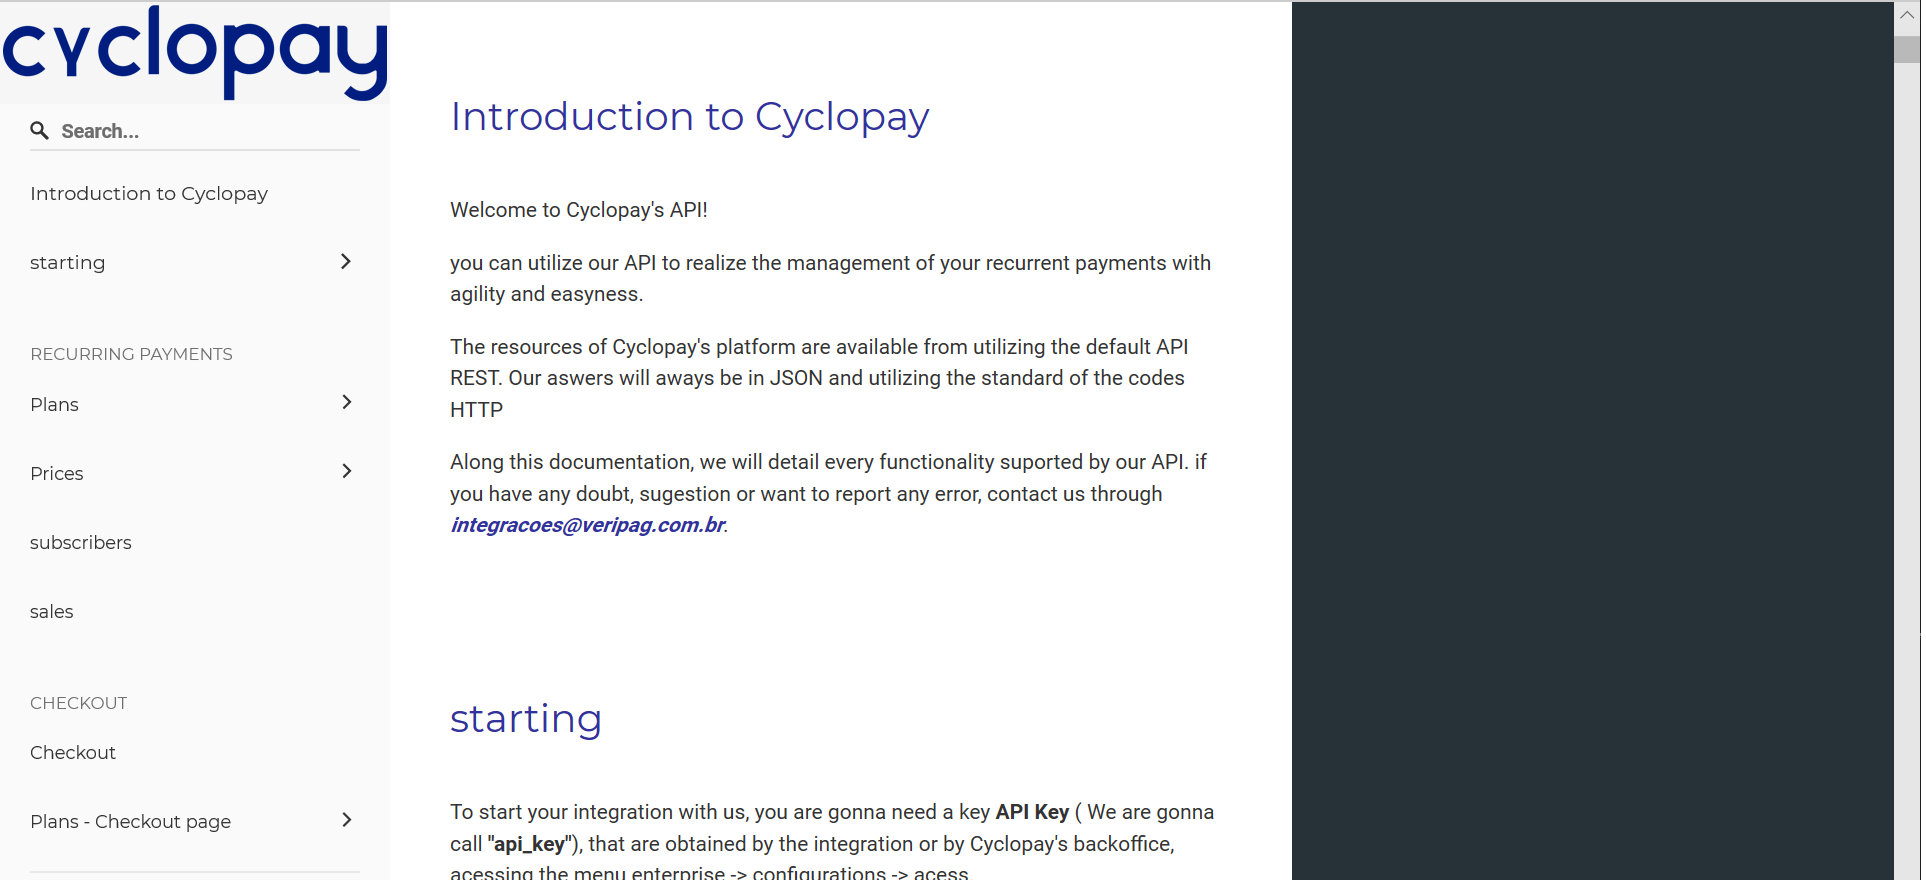 cyclopay
Search...
Introduction to Cyclopay
starting
RECURRING PAYMENTS
Plans
Prices
subscribers
sales
CHECKOUT
Checkout
Plans - Checkout page
Introduction to Cyclopay
Welcome to Cyclopay's API!
you can utilize our API to realize the management of your recurrent payments with
agility and easyness.
The resources of Cyclopay's platform are available from utilizing the default API
REST. Our aswers will aways be in JSON and utilizing the standard of the codes
HTTP
Along this documentation, we will detail every functionality suported by our API. if
you have any doubt, sugestion or want to report any error, contact us through
integracoes@veripag.com.br.
starting
To start your integration with us, you are gonna need a key API Key ( We are gonna
call "api_key"), that are obtained by the integration or by Cyclopay's backoffice,
acessing the menu enterprise -> configurations -> acess.